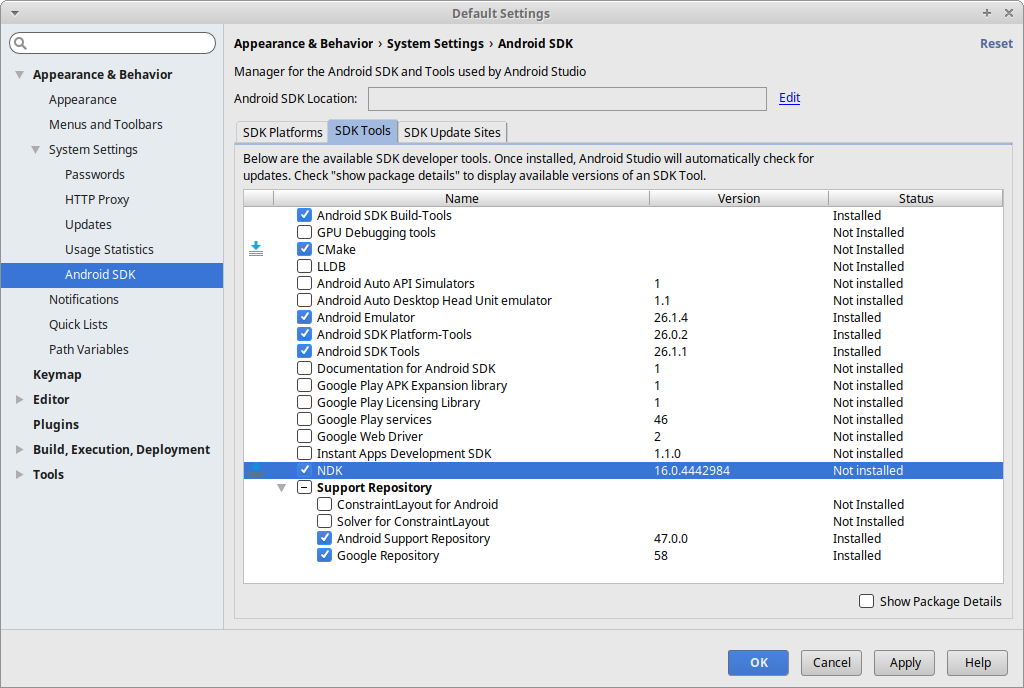 Default Settings
Appearance & Behavior › System Settings › Android SDK
Reset
Appearance & Behavior
Appearance
Menus and Toolbars
System Settings
Passwords
HTTP Proxy
Updates
Usage Statistics
Android SDK
Notifications
Quick Lists
Path Variables
Keymap
Editor
Plugins
Build, Execution, Deployment
Tools
Manager for the Android SDK and Tools used by Android Studio
Android SDK Location:
Edit
SDK Platforms
SDK Tools
SDK Update Sites
Below are the available SDK developer tools. Once installed, Android Studio will automatically check for
updates. Check "show package details" to display available versions of an SDK Tool.
Name Version Status
Android SDK Build-Tools Installed
GPU Debugging tools Not Installed
CMake Not Installed
LLDB Not Installed
Android Auto API Simulators 1 Not installed
Android Auto Desktop Head Unit emulator 1.1 Not installed
Android Emulator 26.1.4 Installed
Android SDK Platform-Tools 26.0.2 Installed
Android SDK Tools 26.1.1 Installed
Documentation for Android SDK 1 Not installed
Google Play APK Expansion library 1 Not installed
Google Play Licensing Library 1 Not installed
Google Play services 46 Not installed
Google Web Driver 2 Not installed
Instant Apps Development SDK 1.1.0 Not installed
NDK 16.0.4442984 Not installed
Support Repository
ConstraintLayout for Android Not Installed
Solver for ConstraintLayout Not Installed
Android Support Repository 47.0.0 Installed
Google Repository 58 Installed
Show Package Details
OK
Cancel
Apply
Help